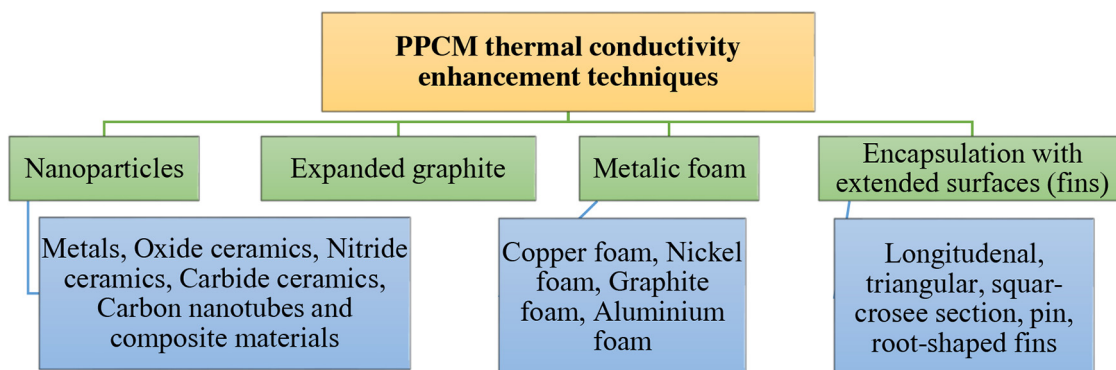 PPCM thermal conductivity
enhancement techniques
Nanoparticles
Expanded graphite
Metalic foam
Encapsulation with
extended surfaces (fins)
Metals, Oxide ceramics, Nitride
ceramics, Carbide ceramics,
Carbon nanotubes and
composite materials
Copper foam, Nickel
foam, Graphite
foam, Aluminium
foam
Longitudenal,
triangular, squar-
crosee section, pin,
root-shaped fins